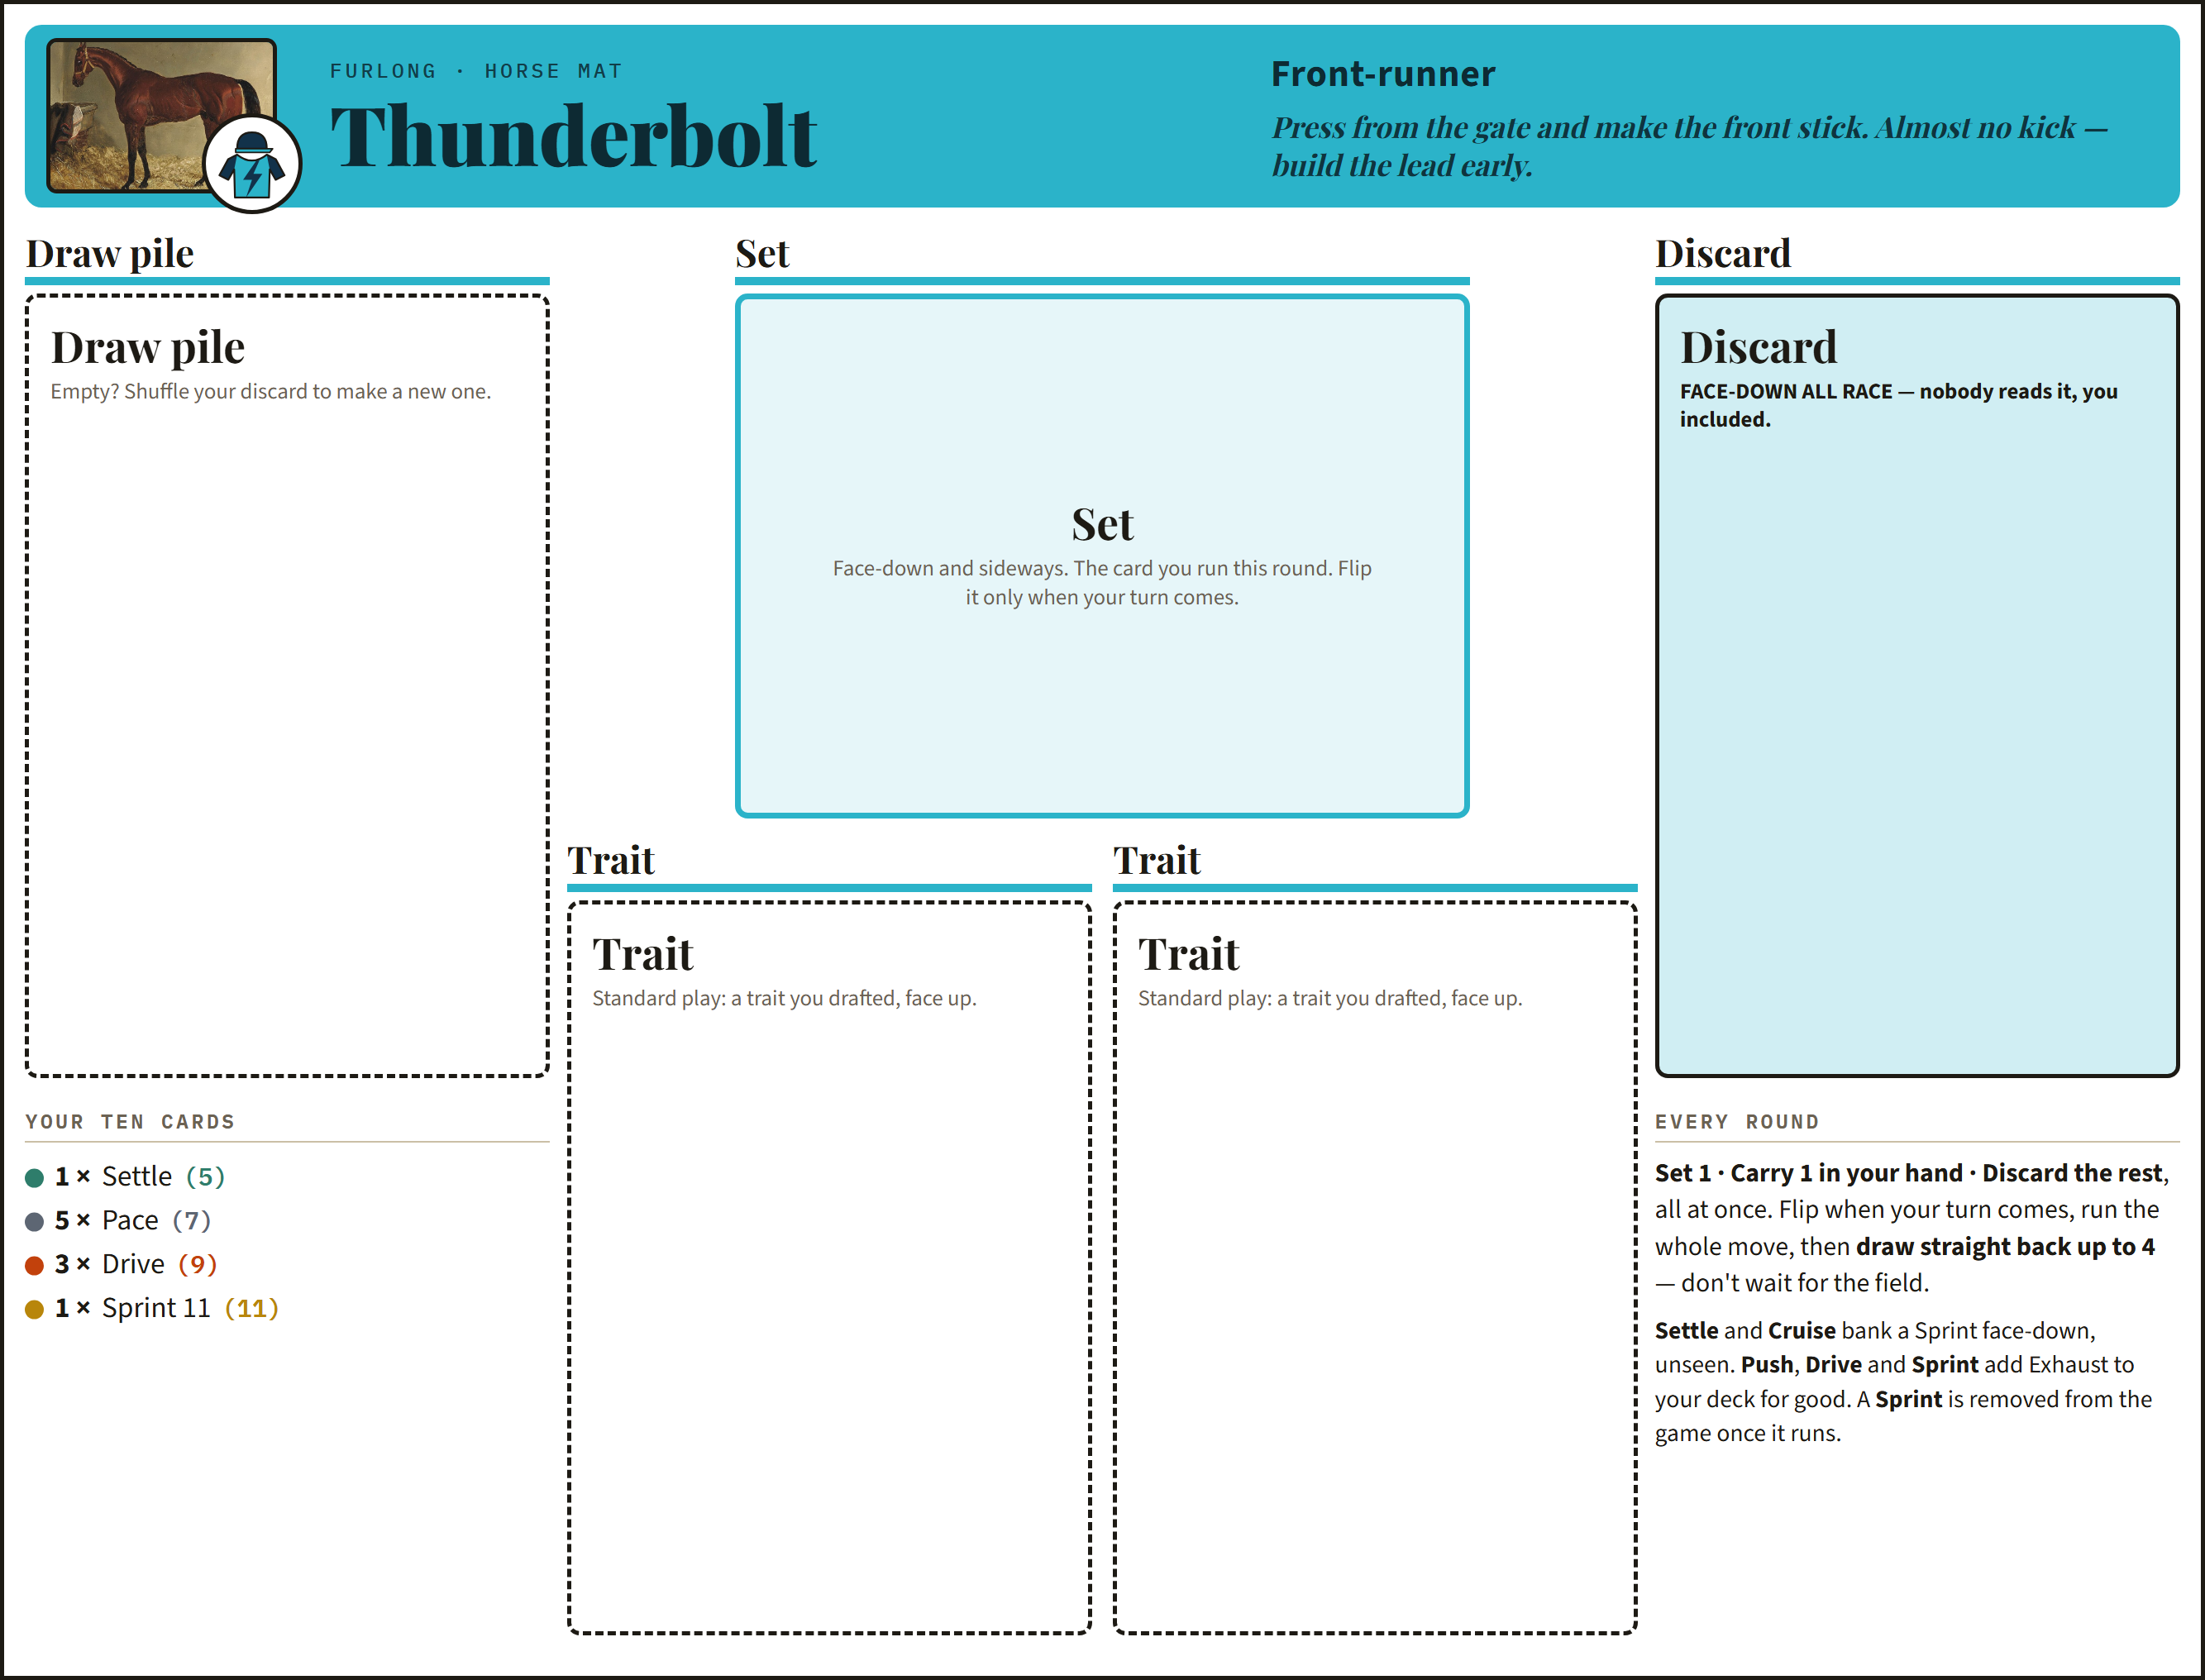 FURLONG · HORSE MAT
Thunderbolt
Front-runner
Press from the gate and make the front stick. Almost no kick —
build the lead early.
Draw pile
Draw pile
Empty? Shuffle your discard to make a new one.
Set
Set
Face-down and sideways. The card you run this round. Flip
it only when your turn comes.
Discard
Discard
FACE-DOWN ALL RACE — nobody reads it, you
included.
Trait
Trait
Standard play: a trait you drafted, face up.
Trait
Trait
Standard play: a trait you drafted, face up.
YOUR TEN CARDS
1 × Settle (5)
5 × Pace (7)
3 × Drive (9)
1 × Sprint 11 (11)
EVERY ROUND
Set 1 · Carry 1 in your hand · Discard the rest,
all at once. Flip when your turn comes, run the
whole move, then draw straight back up to 4
— don't wait for the field.
Settle and Cruise bank a Sprint face-down,
unseen. Push, Drive and Sprint add Exhaust to
your deck for good. A Sprint is removed from the
game once it runs.